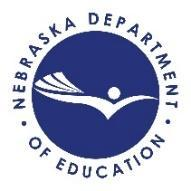 • NEBRASKA DEPARTMENT •
OF EDUCATION